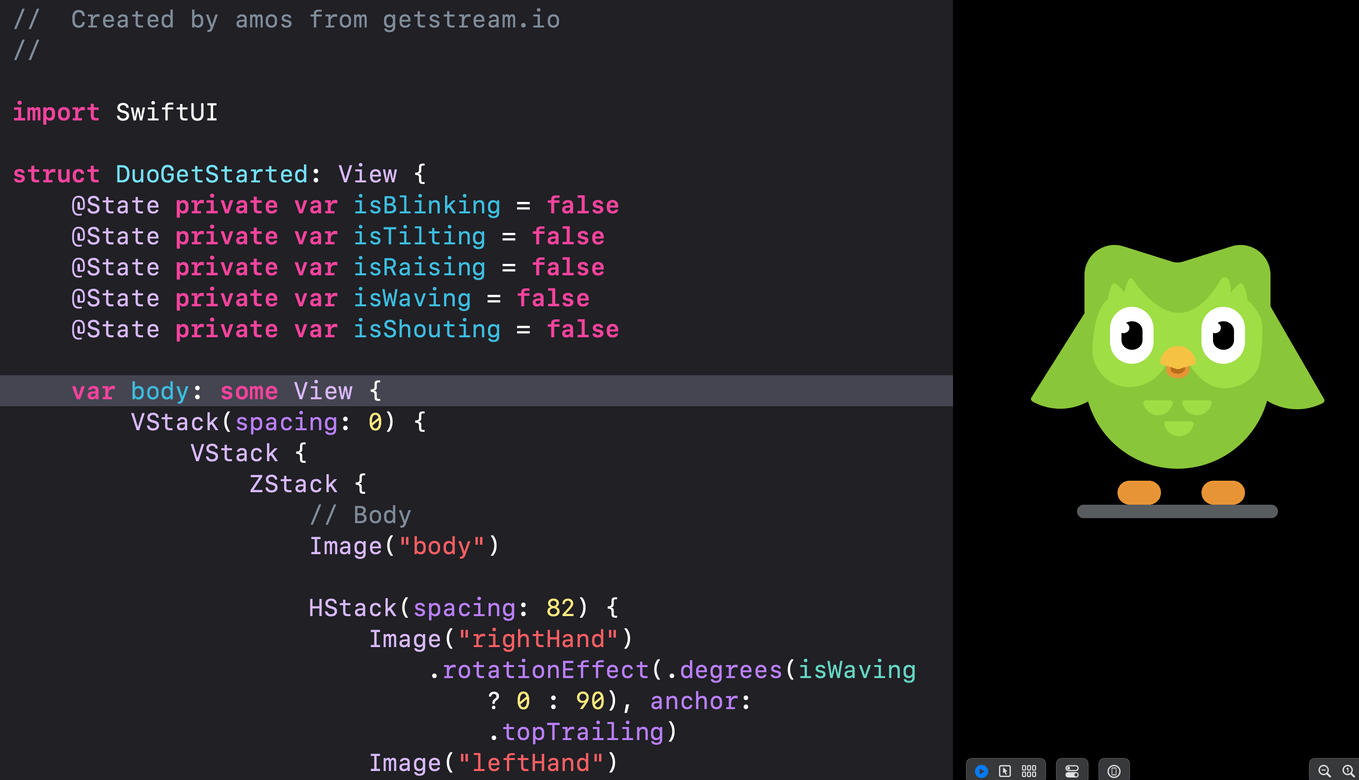 //  Created by amos from getstream.io
//
import SwiftUI
struct DuoGetStarted: View {
    @State private var isBlinking = false
    @State private var isTilting = false
    @State private var isRaising = false
    @State private var isWaving = false
    @State private var isShouting = false
    var body: some View {
        VStack(spacing: 0) {
            VStack {
                ZStack {
                    // Body
                    Image("body")
                    HStack(spacing: 82) {
                        Image("rightHand")
                            .rotationEffect(.degrees(isWaving
                                ? 0 : 90), anchor:
                                .topTrailing)
                        Image("leftHand")